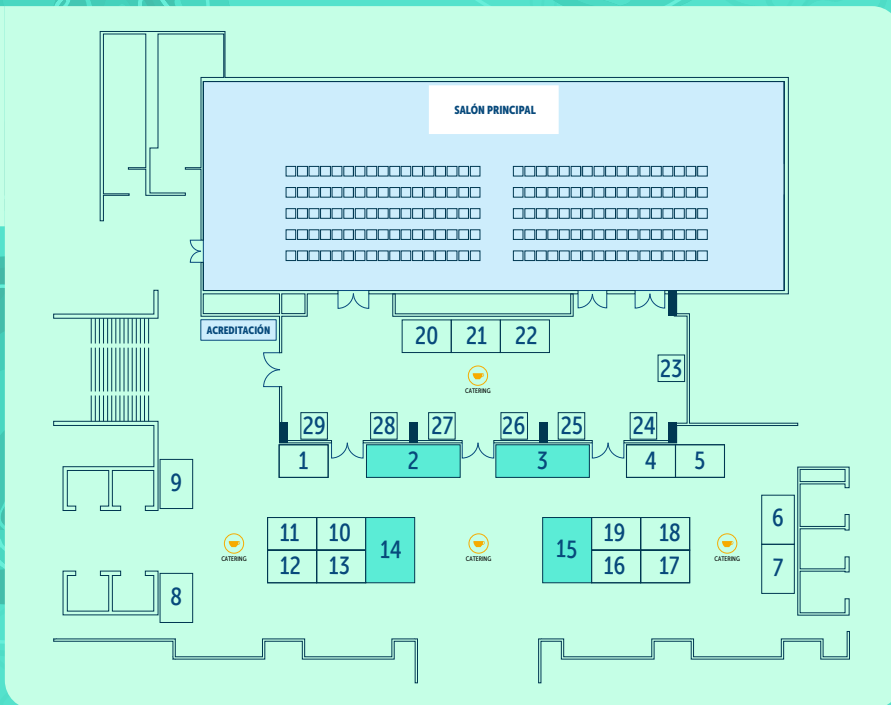 SALÓN PRINCIPAL
ACREDITACIÓN
20 21 22
23
CATERING
29 28 27 26 25 24
1 2 3 4 5
9
6
11 10 14 15 19 18
12 13 16 17
CATERING CATERING CATERING
7
8